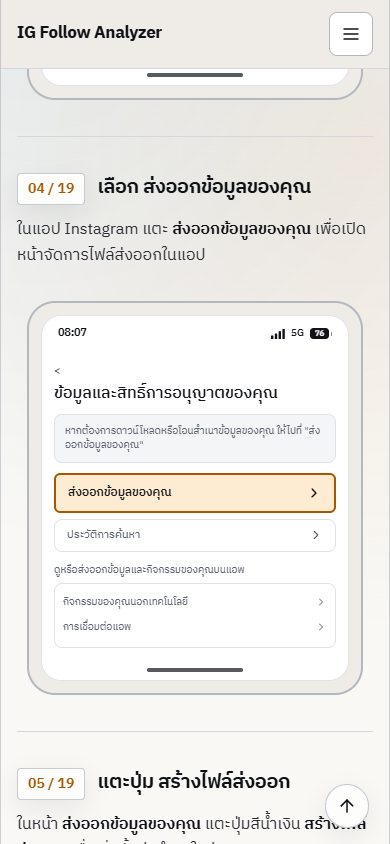 IG Follow Analyzer
04 / 19
เลือก ส่งออกข้อมูลของคุณ
ในแอป Instagram แตะ ส่งออกข้อมูลของคุณ เพื่อเปิด
หน้าจัดการไฟล์ส่งออกในแอป
08:07
5G 76
<
ข้อมูลและสิทธิ์การอนุญาตของคุณ
หากต้องการดาวน์โหลดหรือโอนสำเนาข้อมูลของคุณ ให้ไปที่ "ส่ง
ออกข้อมูลของคุณ"
ส่งออกข้อมูลของคุณ
ประวัติการค้นหา
ดูหรือส่งออกข้อมูลและกิจกรรมของคุณบนแอพ
กิจกรรมของคุณนอกเทคโนโลยี
การเชื่อมต่อแอพ
05 / 19
แตะปุ่ม สร้างไฟล์ส่งออก
ในหน้า ส่งออกข้อมูลของคุณ แตะปุ่มสีน้ำเงิน